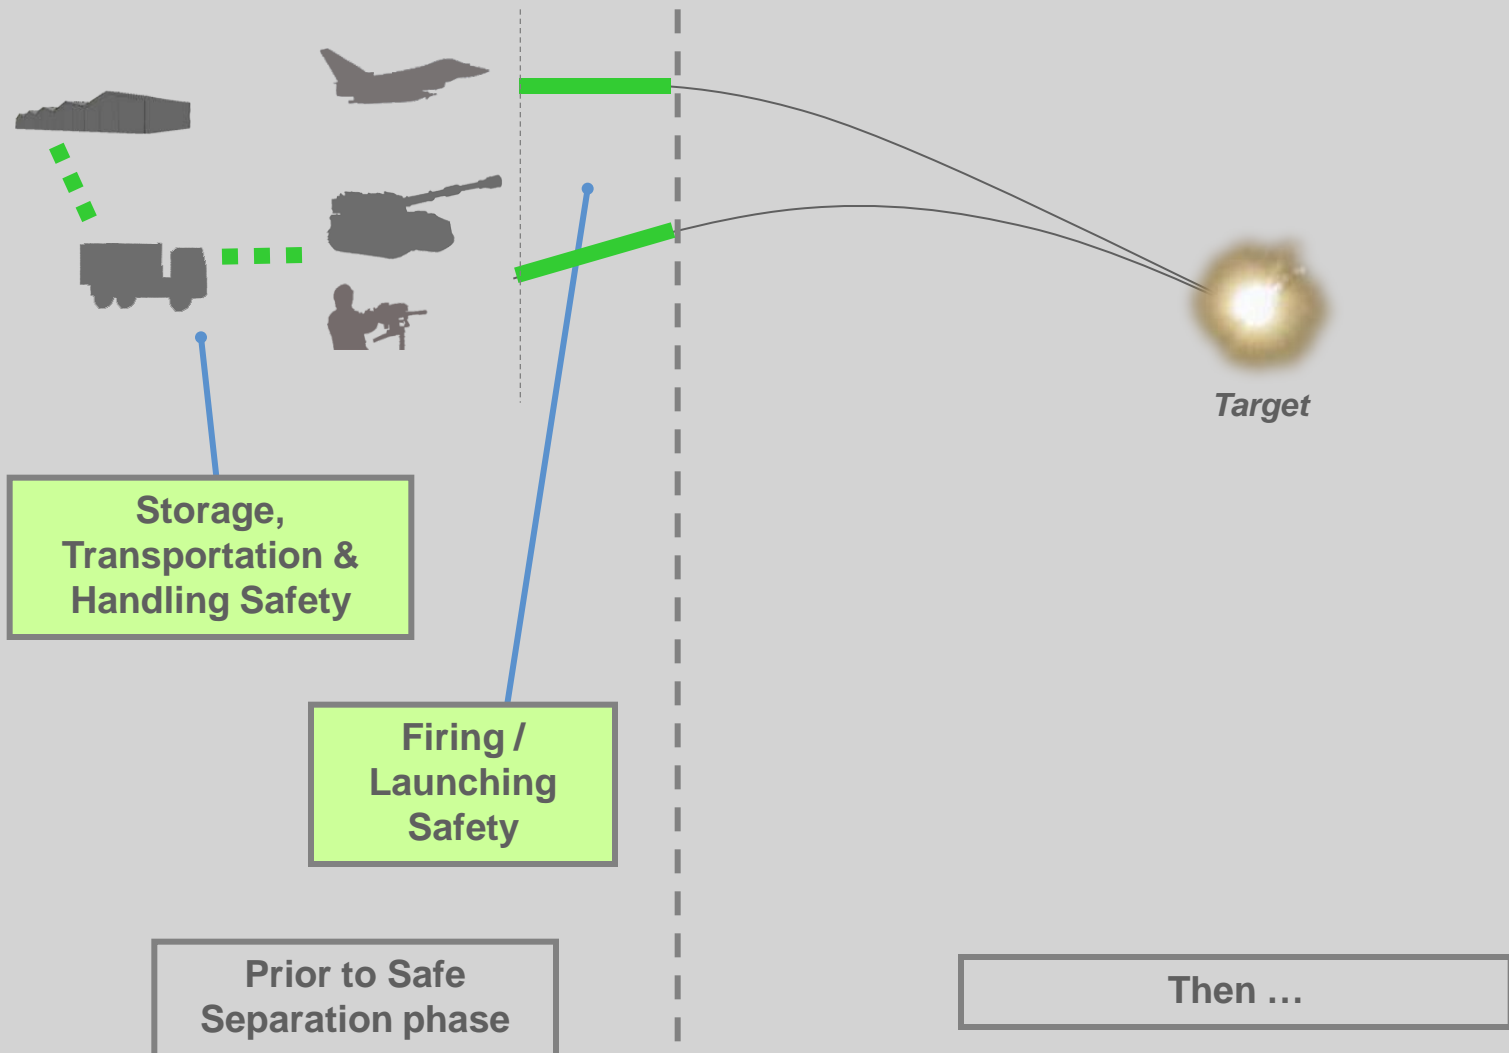 Target
Storage,
Transportation &
Handling Safety
Firing /
Launching
Safety
Prior to Safe
Separation phase
Then …